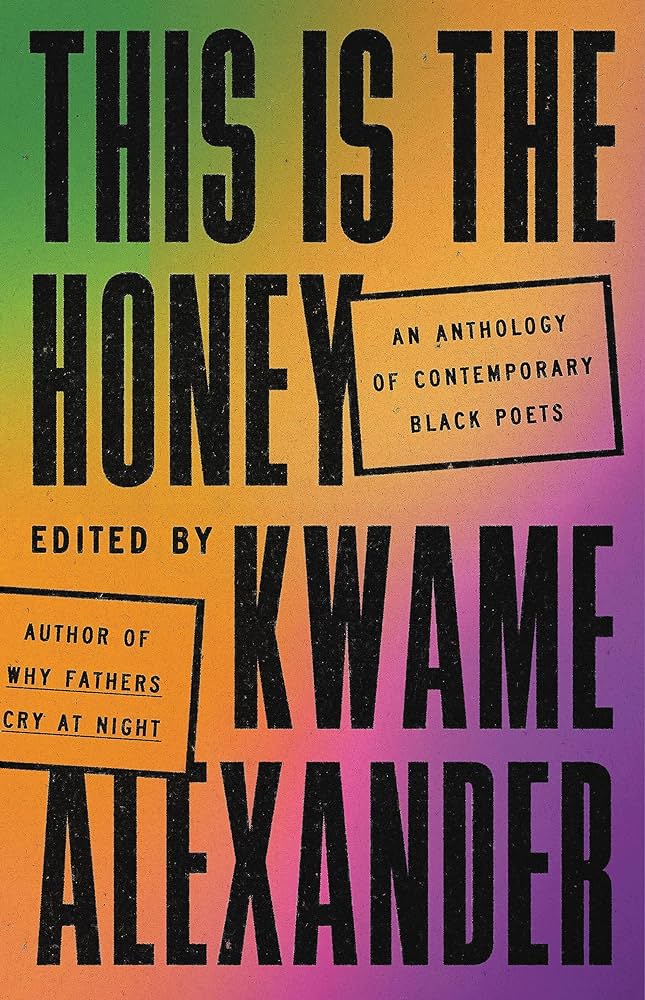 THIS IS THE
HONEY
AN ANTHOLOGY
OF CONTEMPORARY
BLACK POETS
EDITED BY
KWAME
AUTHOR OF
WHY FATHERS
CRY AT NIGHT
ALEXANDER